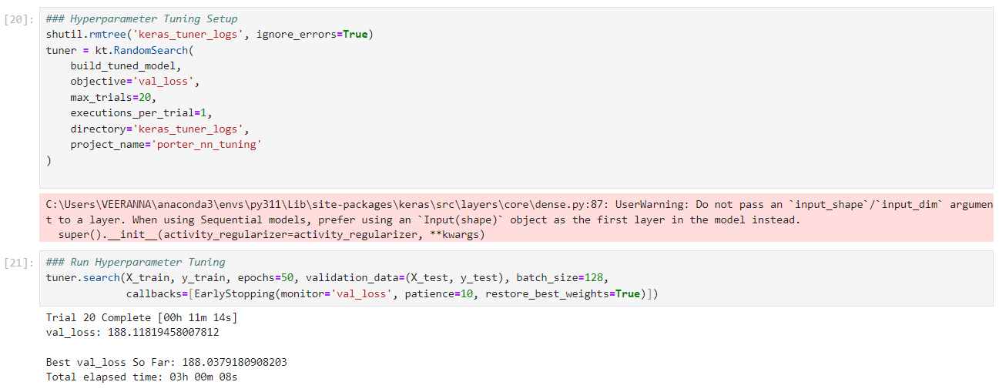 [20]:
### Hyperparameter Tuning Setup
shutil.rmtree('keras_tuner_logs', ignore_errors=True)
tuner = kt.RandomSearch(
    build_tuned_model,
    objective='val_loss',
    max_trials=20,
    executions_per_trial=1,
    directory='keras_tuner_logs',
    project_name='porter_nn_tuning'
)
C:\Users\VEERANNA\anaconda3\envs\py311\Lib\site-packages\keras\src\layers\core\dense.py:87: UserWarning: Do not pass an `input_shape`/`input_dim` argumen
t to a layer. When using Sequential models, prefer using an `Input(shape)` object as the first layer in the model instead.
  super().__init__(activity_regularizer=activity_regularizer, **kwargs)
[21]:
### Run Hyperparameter Tuning
tuner.search(X_train, y_train, epochs=50, validation_data=(X_test, y_test), batch_size=128,
             callbacks=[EarlyStopping(monitor='val_loss', patience=10, restore_best_weights=True)])
Trial 20 Complete [00h 11m 14s]
val_loss: 188.11819458007812

Best val_loss So Far: 188.0379180908203
Total elapsed time: 03h 00m 08s